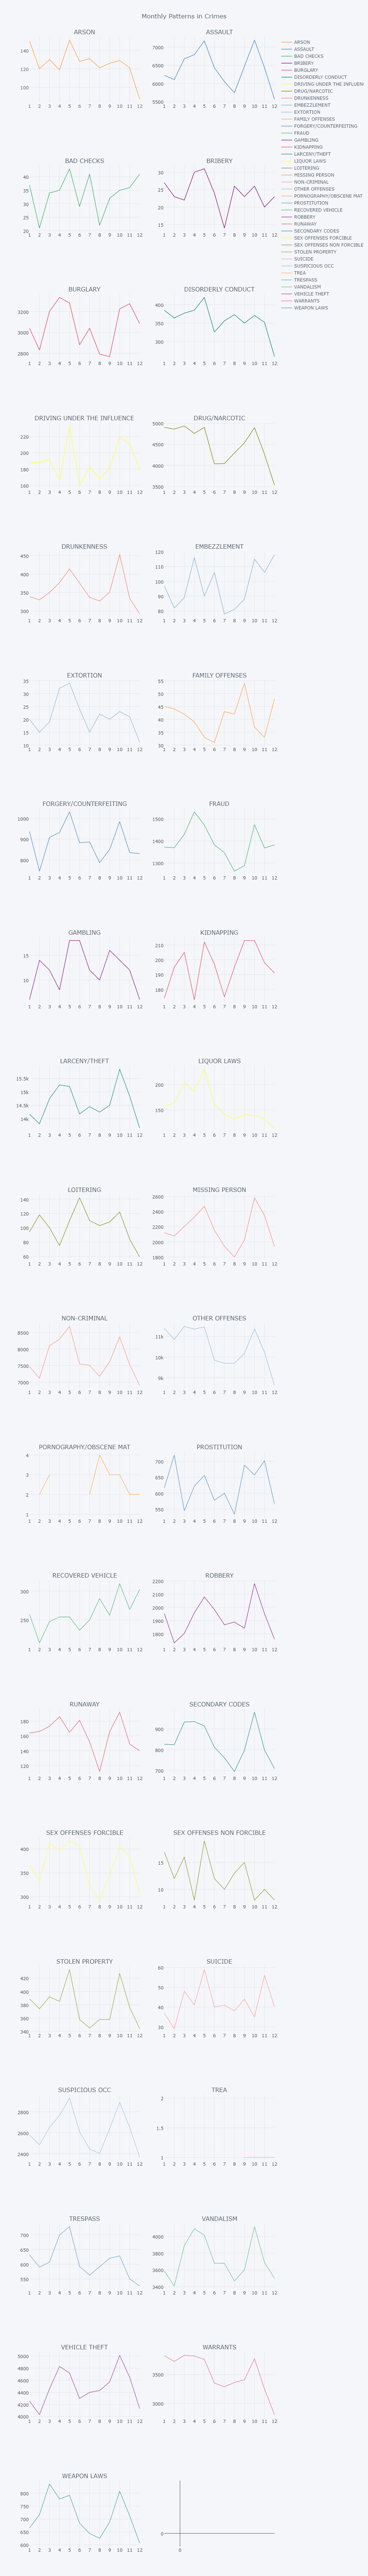 Monthly Patterns in Crimes
ARSON
ASSAULT
140
120
100
7000
6500
6000
5500
1 2 3 4 5 6 7 8 9 10 11 12
1 2 3 4 5 6 7 8 9 10 11 12
ARSON
ASSAULT
BAD CHECKS
BRIBERY
BURGLARY
DISORDERLY CONDUCT
DRIVING UNDER THE INFLUEN
DRUG/NARCOTIC
DRUNKENNESS
EMBEZZLEMENT
EXTORTION
FAMILY OFFENSES
FORGERY/COUNTERFEITING
FRAUD
GAMBLING
KIDNAPPING
LARCENY/THEFT
LIQUOR LAWS
LOITERING
MISSING PERSON
NON-CRIMINAL
OTHER OFFENSES
PORNOGRAPHY/OBSCENE MAT
PROSTITUTION
RECOVERED VEHICLE
ROBBERY
RUNAWAY
SECONDARY CODES
SEX OFFENSES FORCIBLE
SEX OFFENSES NON FORCIBLE
STOLEN PROPERTY
SUICIDE
SUSPICIOUS OCC
TREA
TRESPASS
VANDALISM
VEHICLE THEFT
WARRANTS
WEAPON LAWS
BAD CHECKS
BRIBERY
40
35
30
25
20
30
25
20
15
1 2 3 4 5 6 7 8 9 10 11 12
1 2 3 4 5 6 7 8 9 10 11 12
BURGLARY
DISORDERLY CONDUCT
3200
3000
2800
400
350
300
1 2 3 4 5 6 7 8 9 10 11 12
1 2 3 4 5 6 7 8 9 10 11 12
DRIVING UNDER THE INFLUENCE
DRUG/NARCOTIC
220
200
180
160
5000
4500
4000
3500
1 2 3 4 5 6 7 8 9 10 11 12
1 2 3 4 5 6 7 8 9 10 11 12
DRUNKENNESS
EMBEZZLEMENT
450
400
350
300
120
110
100
90
80
1 2 3 4 5 6 7 8 9 10 11 12
1 2 3 4 5 6 7 8 9 10 11 12
EXTORTION
FAMILY OFFENSES
35
30
25
20
15
10
55
50
45
40
35
30
1 2 3 4 5 6 7 8 9 10 11 12
1 2 3 4 5 6 7 8 9 10 11 12
FORGERY/COUNTERFEITING
FRAUD
1000
900
800
1500
1400
1300
1 2 3 4 5 6 7 8 9 10 11 12
1 2 3 4 5 6 7 8 9 10 11 12
GAMBLING
KIDNAPPING
15
10
210
200
190
180
1 2 3 4 5 6 7 8 9 10 11 12
1 2 3 4 5 6 7 8 9 10 11 12
LARCENY/THEFT
LIQUOR LAWS
15.5k
15k
14.5k
14k
200
150
1 2 3 4 5 6 7 8 9 10 11 12
1 2 3 4 5 6 7 8 9 10 11 12
LOITERING
MISSING PERSON
140
120
100
80
60
2600
2400
2200
2000
1800
1 2 3 4 5 6 7 8 9 10 11 12
1 2 3 4 5 6 7 8 9 10 11 12
NON-CRIMINAL
OTHER OFFENSES
8500
8000
7500
7000
11k
10k
9k
1 2 3 4 5 6 7 8 9 10 11 12
1 2 3 4 5 6 7 8 9 10 11 12
PORNOGRAPHY/OBSCENE MAT
PROSTITUTION
4
3
2
1
700
650
600
550
1 2 3 4 5 6 7 8 9 10 11 12
1 2 3 4 5 6 7 8 9 10 11 12
RECOVERED VEHICLE
ROBBERY
300
250
2200
2100
2000
1900
1800
1 2 3 4 5 6 7 8 9 10 11 12
1 2 3 4 5 6 7 8 9 10 11 12
RUNAWAY
SECONDARY CODES
180
160
140
120
900
800
700
1 2 3 4 5 6 7 8 9 10 11 12
1 2 3 4 5 6 7 8 9 10 11 12
SEX OFFENSES FORCIBLE
SEX OFFENSES NON FORCIBLE
400
350
300
15
10
1 2 3 4 5 6 7 8 9 10 11 12
1 2 3 4 5 6 7 8 9 10 11 12
STOLEN PROPERTY
SUICIDE
420
400
380
360
340
60
50
40
30
1 2 3 4 5 6 7 8 9 10 11 12
1 2 3 4 5 6 7 8 9 10 11 12
SUSPICIOUS OCC
TREA
2800
2600
2400
2
1.5
1
1 2 3 4 5 6 7 8 9 10 11 12
1 2 3 4 5 6 7 8 9 10 11 12
TRESPASS
VANDALISM
700
650
600
550
4000
3800
3600
3400
1 2 3 4 5 6 7 8 9 10 11 12
1 2 3 4 5 6 7 8 9 10 11 12
VEHICLE THEFT
WARRANTS
5000
4800
4600
4400
4200
4000
3500
3000
1 2 3 4 5 6 7 8 9 10 11 12
1 2 3 4 5 6 7 8 9 10 11 12
WEAPON LAWS
800
750
700
650
600
0
1 2 3 4 5 6 7 8 9 10 11 12
0